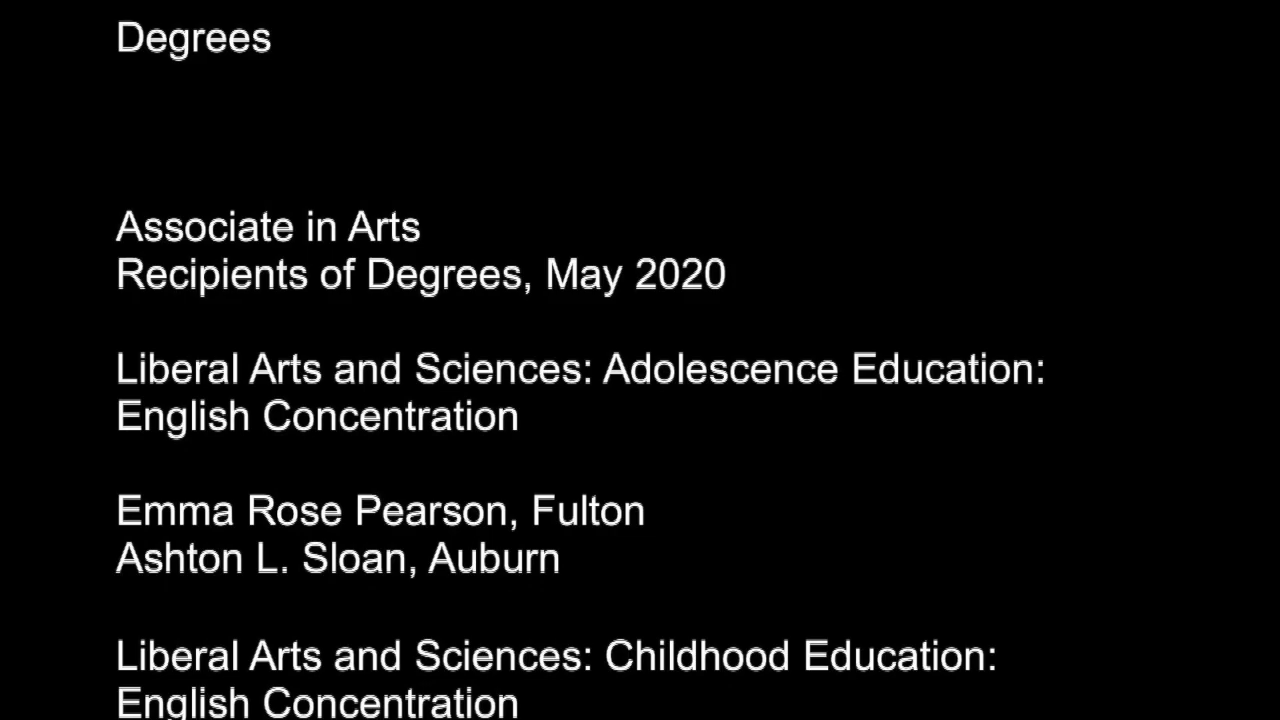 Degrees
Associate in Arts
Recipients of Degrees, May 2020
Liberal Arts and Sciences: Adolescence Education:
English Concentration
Emma Rose Pearson, Fulton
Ashton L. Sloan, Auburn
Liberal Arts and Sciences: Childhood Education:
English Concentration